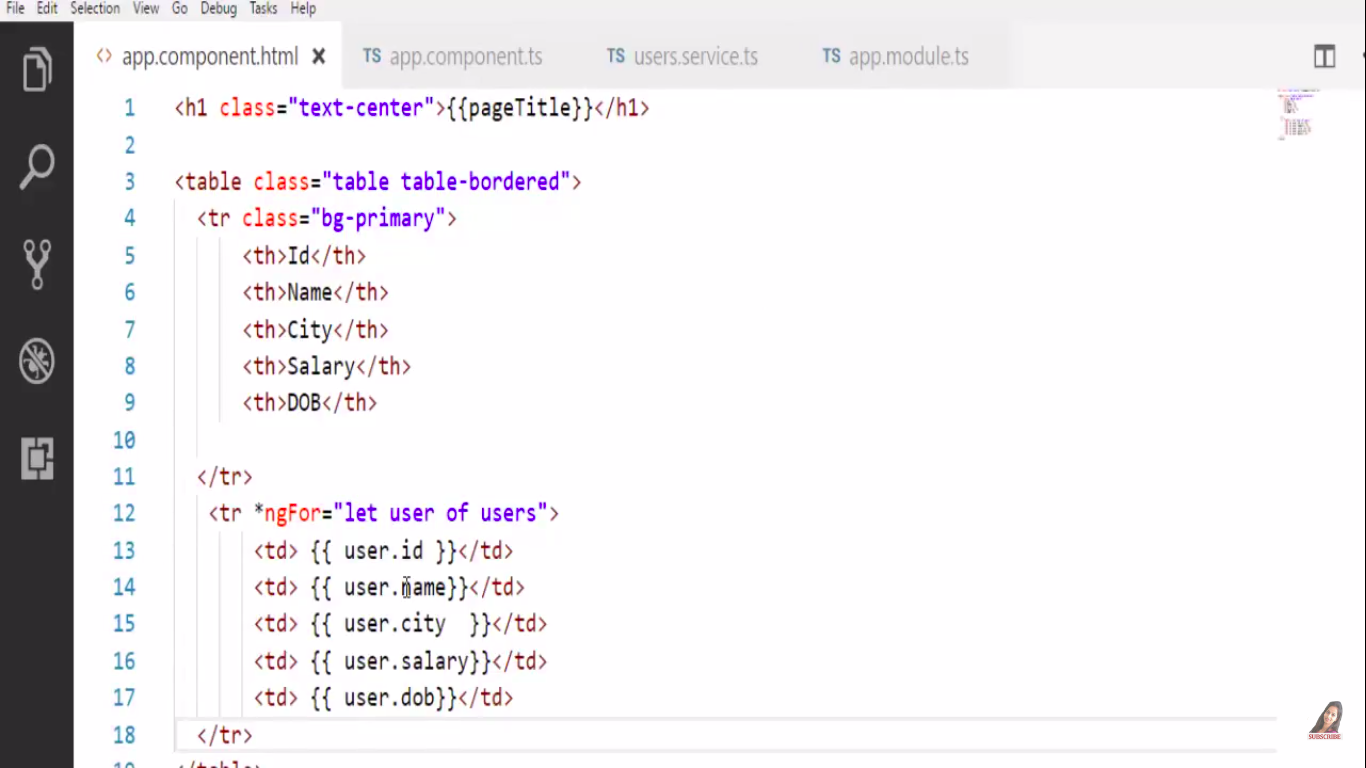 File Edit Selection View Go Debug Tasks Help
<> app.component.html × TS app.component.ts TS users.service.ts TS app.module.ts
1 <h1 class="text-center">{{pageTitle}}</h1>
2
3 <table class="table table-bordered">
4 <tr class="bg-primary">
5 <th>Id</th>
6 <th>Name</th>
7 <th>City</th>
8 <th>Salary</th>
9 <th>DOB</th>
10
11 </tr>
12 <tr *ngFor="let user of users">
13 <td> {{ user.id }}</td>
14 <td> {{ user.name}}</td>
15 <td> {{ user.city  }}</td>
16 <td> {{ user.salary}}</td>
17 <td> {{ user.dob}}</td>
18 </tr>
19 </table>
SUBSCRIBE